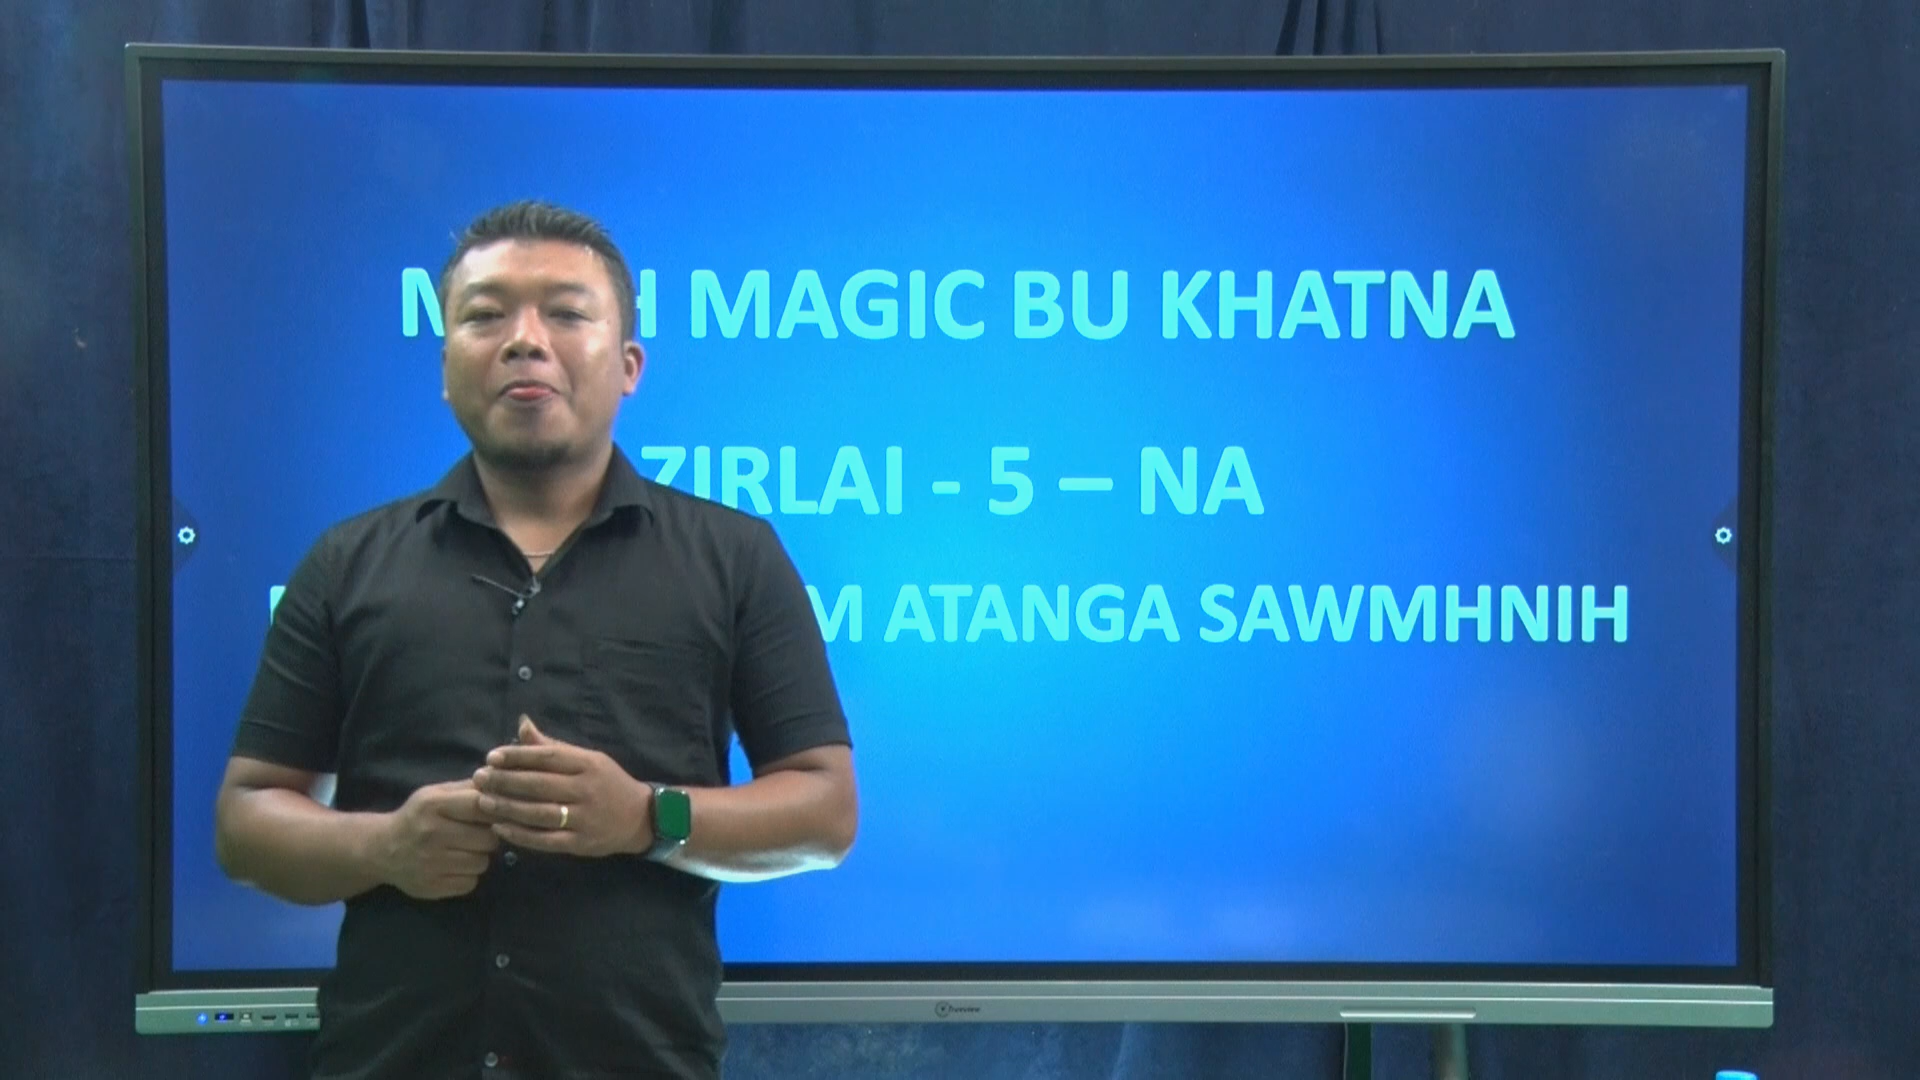 MAGIC BU KHATNA
ZIRLAI - 5 – NA
ATANGA SAWMHNIH